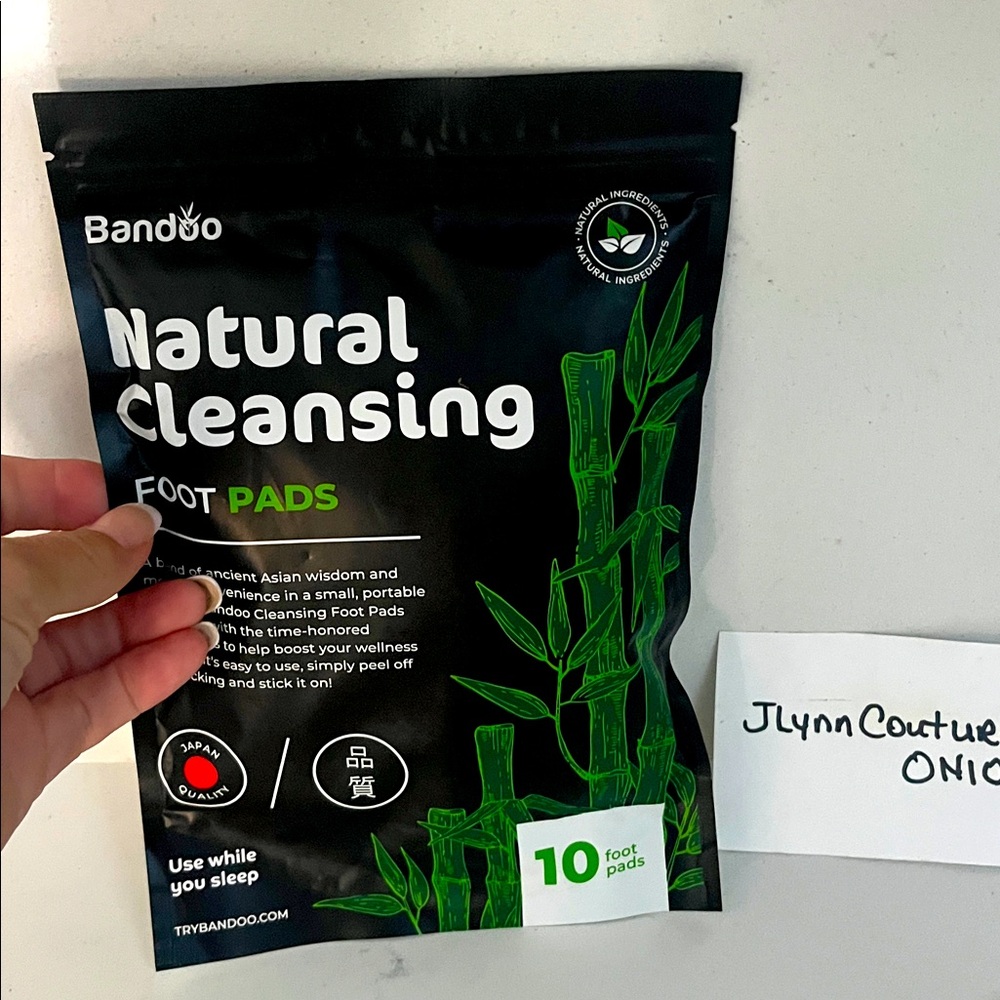 Bandoo
NATURAL INGREDIENTS · NATURAL INGREDIENTS ·
Natural
Cleansing
FOOT PADS
of ancient Asian wisdom and
in a small, portable
Cleansing Foot Pads
the time-honored
to help boost your wellness
it's easy to use, simply peel off
and stick it on!
JAPAN
QUALITY
品
質
Use while
you sleep
TRYBANDOO.COM
10 foot
pads
JLynnCouture